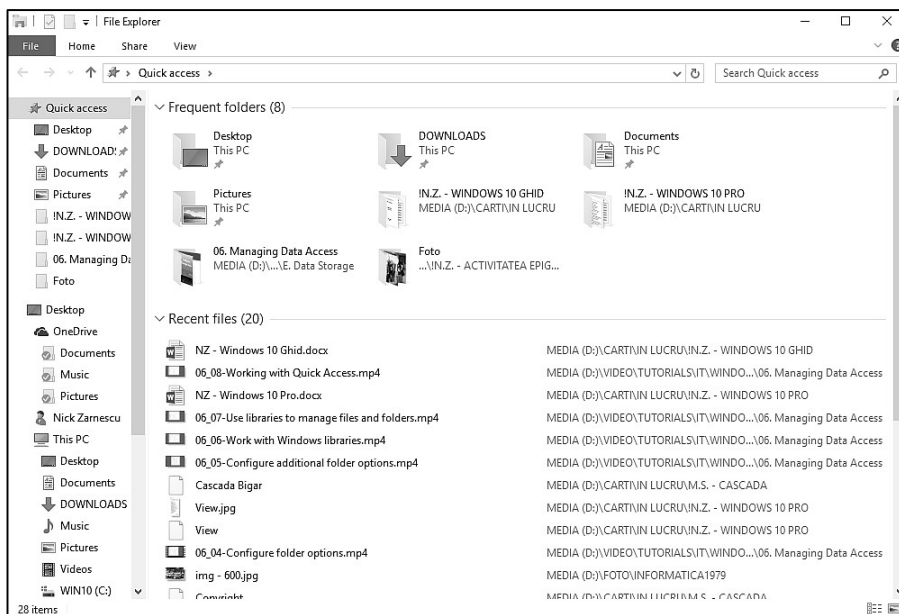 File Explorer
File Home Share View
Quick access
Search Quick access
Quick access
Desktop
DOWNLOAD!
Documents
Pictures
!N.Z. - WINDOW
!N.Z. - WINDOW
06. Managing Da
Foto
Desktop
OneDrive
Documents
Music
Pictures
Nick Zarnescu
This PC
Desktop
Documents
DOWNLOADS
Music
Pictures
Videos
WIN10 (C:)
Frequent folders (8)
Desktop
This PC
DOWNLOADS
This PC
Documents
This PC
Pictures
This PC
!N.Z. - WINDOWS 10 GHID
MEDIA (D:)\CARTI\IN LUCRU
!N.Z. - WINDOWS 10 PRO
MEDIA (D:)\CARTI\IN LUCRU
06. Managing Data Access
MEDIA (D:)\...\E. Data Storage
Foto
...\!N.Z. - ACTIVITATEA EPIG...
Recent files (20)
NZ - Windows 10 Ghid.docx MEDIA (D:)\CARTI\IN LUCRU\!N.Z. - WINDOWS 10 GHID
06_08-Working with Quick Access.mp4 MEDIA (D:)\VIDEO\TUTORIALS\IT\WINDO...\06. Managing Data Access
NZ - Windows 10 Pro.docx MEDIA (D:)\CARTI\IN LUCRU\!N.Z. - WINDOWS 10 PRO
06_07-Use libraries to manage files and folders.mp4 MEDIA (D:)\VIDEO\TUTORIALS\IT\WINDO...\06. Managing Data Access
06_06-Work with Windows libraries.mp4 MEDIA (D:)\VIDEO\TUTORIALS\IT\WINDO...\06. Managing Data Access
06_05-Configure additional folder options.mp4 MEDIA (D:)\VIDEO\TUTORIALS\IT\WINDO...\06. Managing Data Access
Cascada Bigar MEDIA (D:)\CARTI\IN LUCRU\M.S. - CASCADA
View.jpg MEDIA (D:)\CARTI\IN LUCRU\!N.Z. - WINDOWS 10 PRO
View MEDIA (D:)\CARTI\IN LUCRU\!N.Z. - WINDOWS 10 PRO
06_04-Configure folder options.mp4 MEDIA (D:)\VIDEO\TUTORIALS\IT\WINDO...\06. Managing Data Access
img - 600.jpg MEDIA (D:)\FOTO\INFORMATICA1979
Copyright MEDIA (D:)\CARTI\IN LUCRU\M.S. - CASCADA
28 items